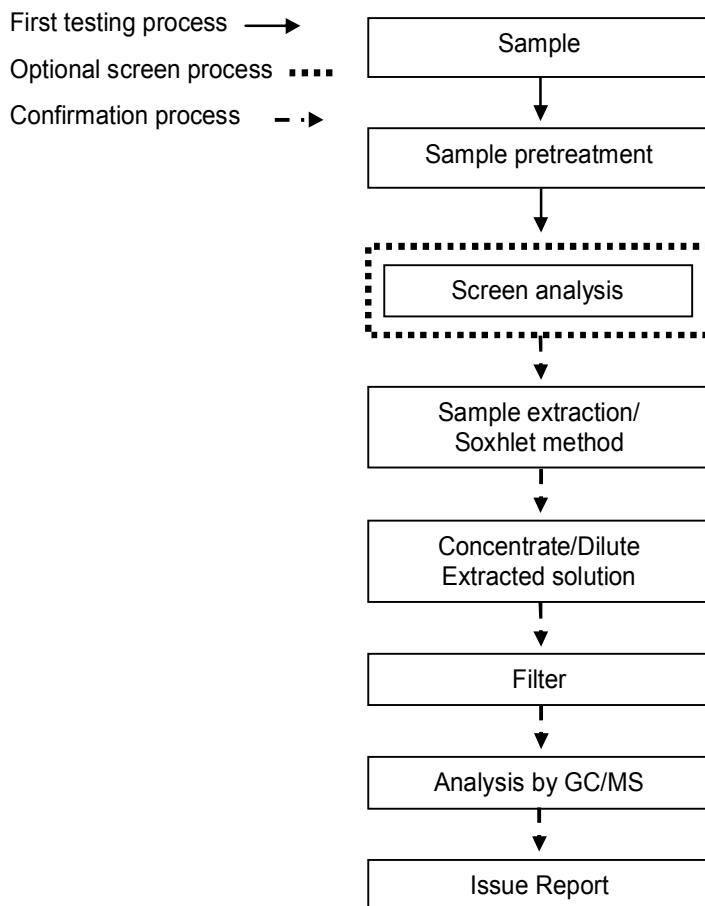 First testing process
Optional screen process
Confirmation process
Sample
Sample pretreatment
Screen analysis
Sample extraction/
Soxhlet method
Concentrate/Dilute
Extracted solution
Filter
Analysis by GC/MS
Issue Report